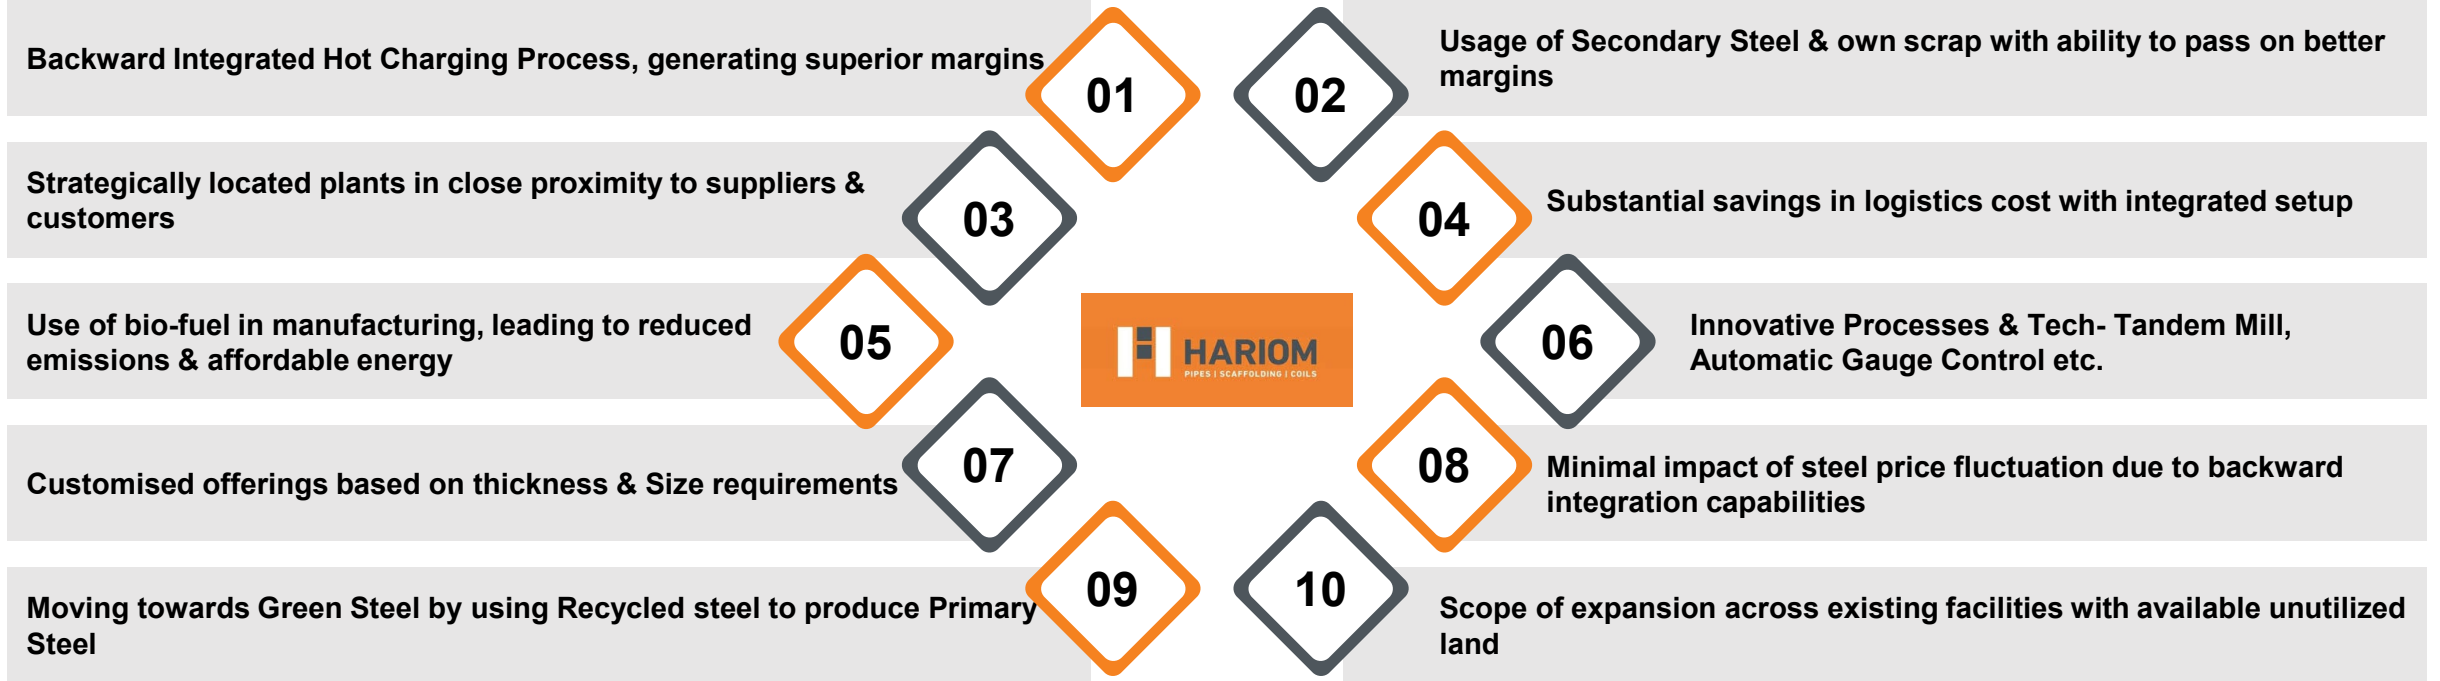 Backward Integrated Hot Charging Process, generating superior margins
01
02
Usage of Secondary Steel & own scrap with ability to pass on better
margins
Strategically located plants in close proximity to suppliers &
customers
03
04
Substantial savings in logistics cost with integrated setup
Use of bio-fuel in manufacturing, leading to reduced
emissions & affordable energy
05
HARIOM
PIPES | SCAFFOLDING | COILS
06
Innovative Processes & Tech- Tandem Mill,
Automatic Gauge Control etc.
Customised offerings based on thickness & Size requirements
07
08
Minimal impact of steel price fluctuation due to backward
integration capabilities
Moving towards Green Steel by using Recycled steel to produce Primary
Steel
09
10
Scope of expansion across existing facilities with available unutilized
land